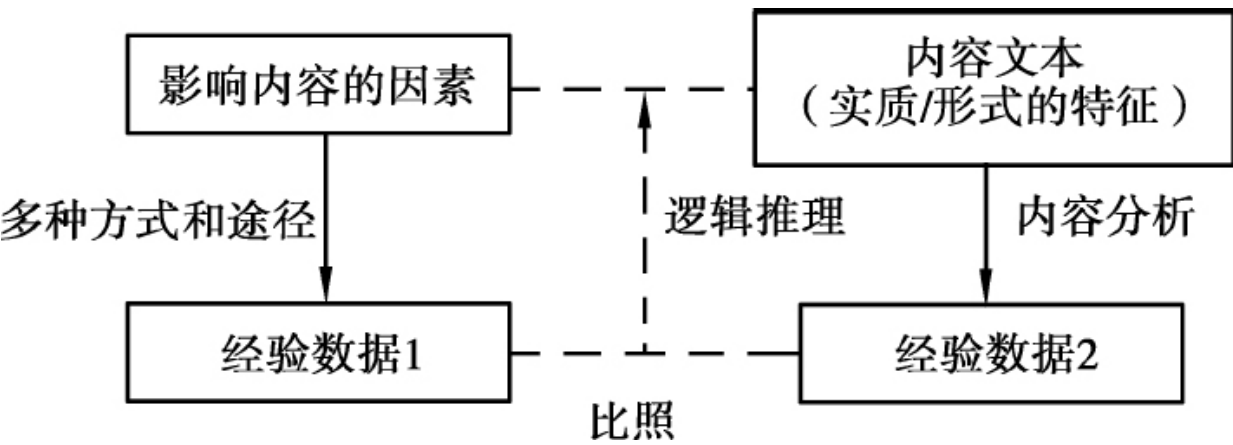 影响内容的因素
内容文本
（实质/形式的特征）
多种方式和途径
逻辑推理
内容分析
经验数据1
经验数据2
比照